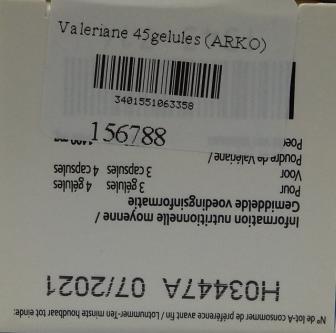 Valeriane 45gelules (ARKO)
3401551063358
156788
N° de lot-A consommer de préférence avant fin / Lotnummer-Ten minste houdbaar tot einde:
H03447A 07/2021
Information nutritionnelle moyenne /
Gemiddelde voedingsinformatie
Pour 3 gélules 4 gélules
Voor 3 capsules 4 capsules
Poudre de Valériane /
Poed